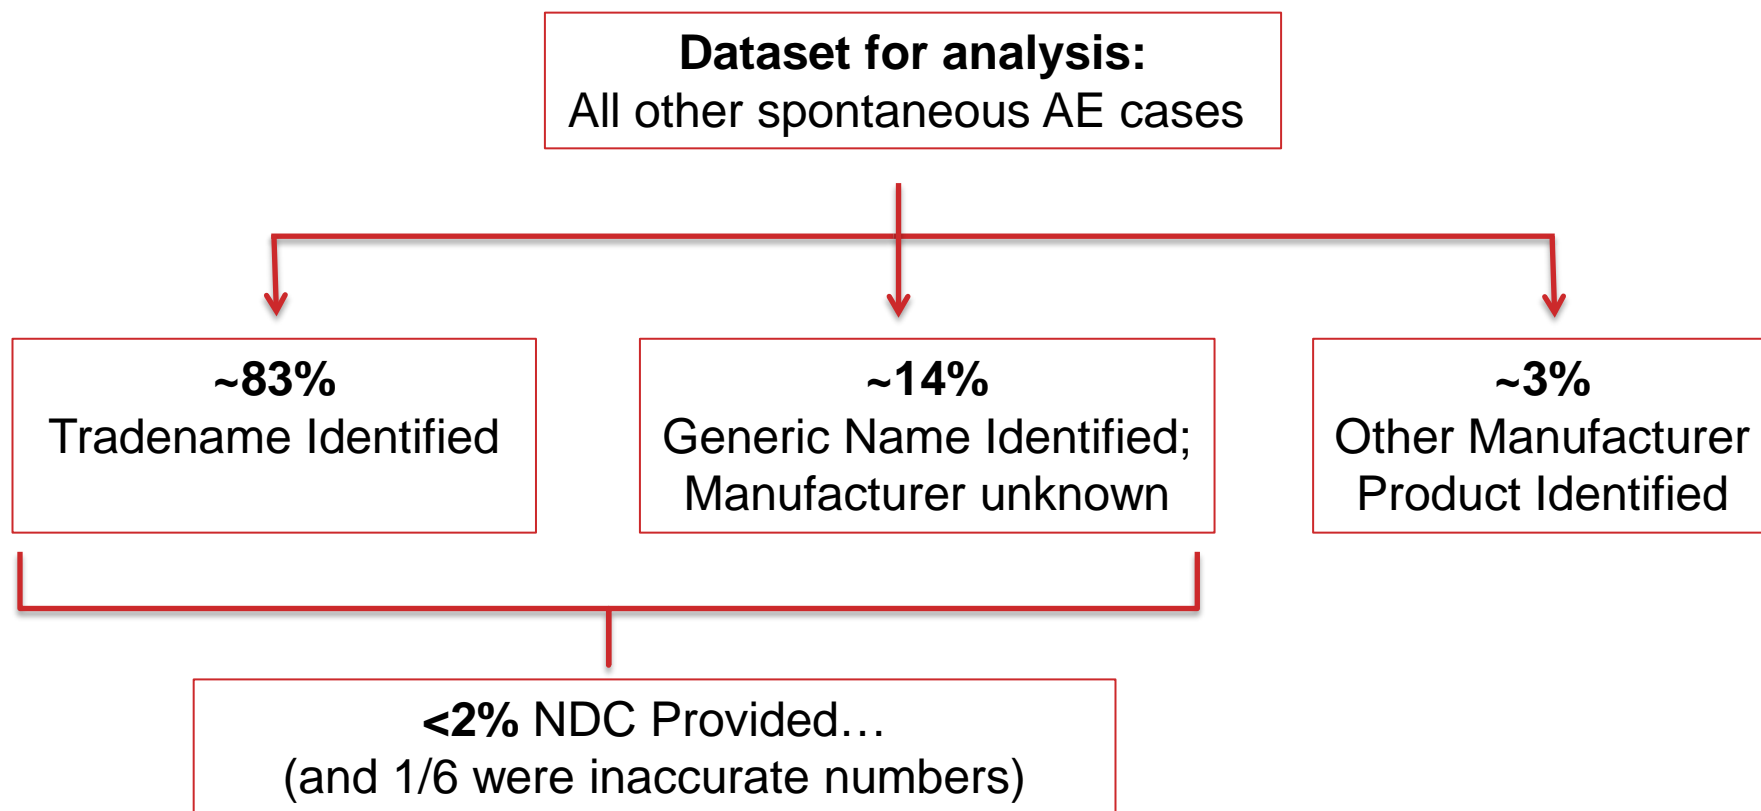 Dataset for analysis:
All other spontaneous AE cases
~83%
Tradename Identified
~14%
Generic Name Identified;
Manufacturer unknown
~3%
Other Manufacturer
Product Identified
<2% NDC Provided…
(and 1/6 were inaccurate numbers)